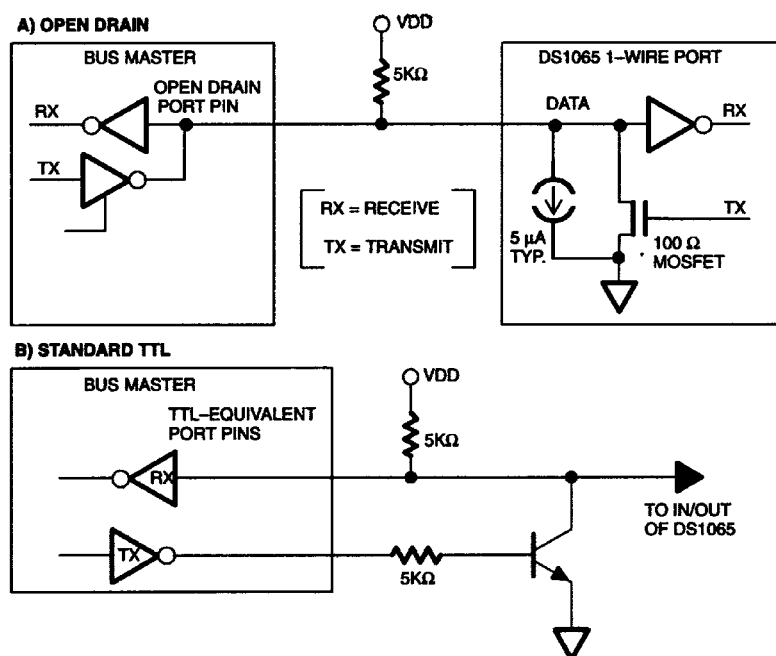 A) OPEN DRAIN
BUS MASTER
VDD
5KΩ
DS1065 1–WIRE PORT
OPEN DRAIN
PORT PIN
RX
TX
DATA
RX
TX
RX = RECEIVE
TX = TRANSMIT
5 µA
TYP.
100 Ω
MOSFET
B) STANDARD TTL
BUS MASTER
VDD
TTL–EQUIVALENT
PORT PINS
5KΩ
RX
TX
5KΩ
TO IN/OUT
OF DS1065